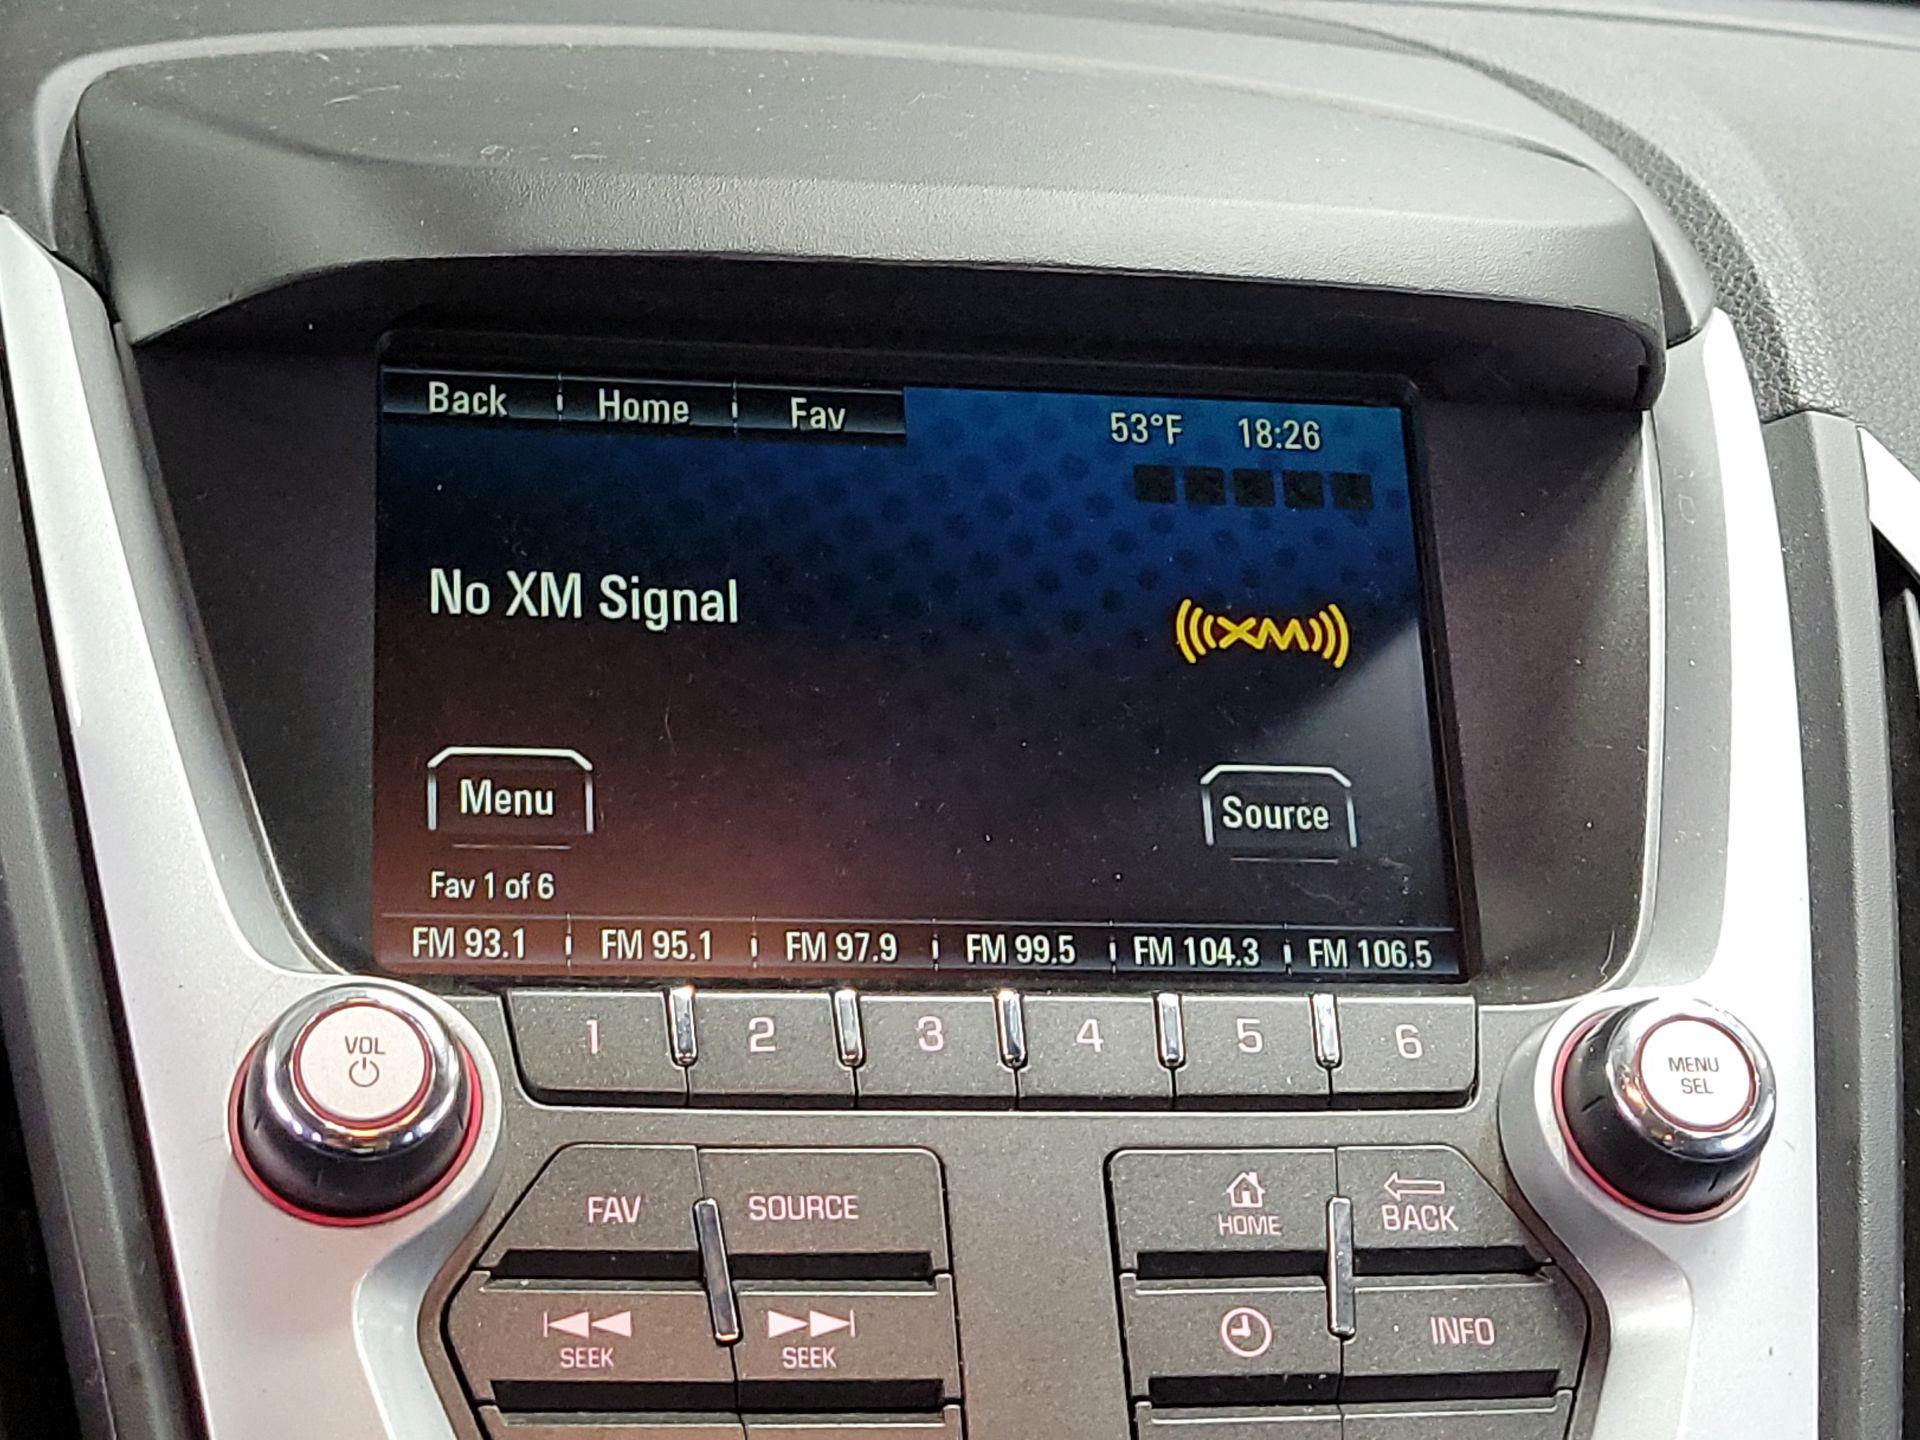 Back Home Fav 53°F 18:26
No XM Signal
XM
Menu Source
Fav 1 of 6
FM 93.1 FM 95.1 FM 97.9 FM 99.5 FM 104.3 FM 106.5
1 2 3 4 5 6
VOL
MENU
SEL
FAV SOURCE
HOME BACK
SEEK SEEK
INFO